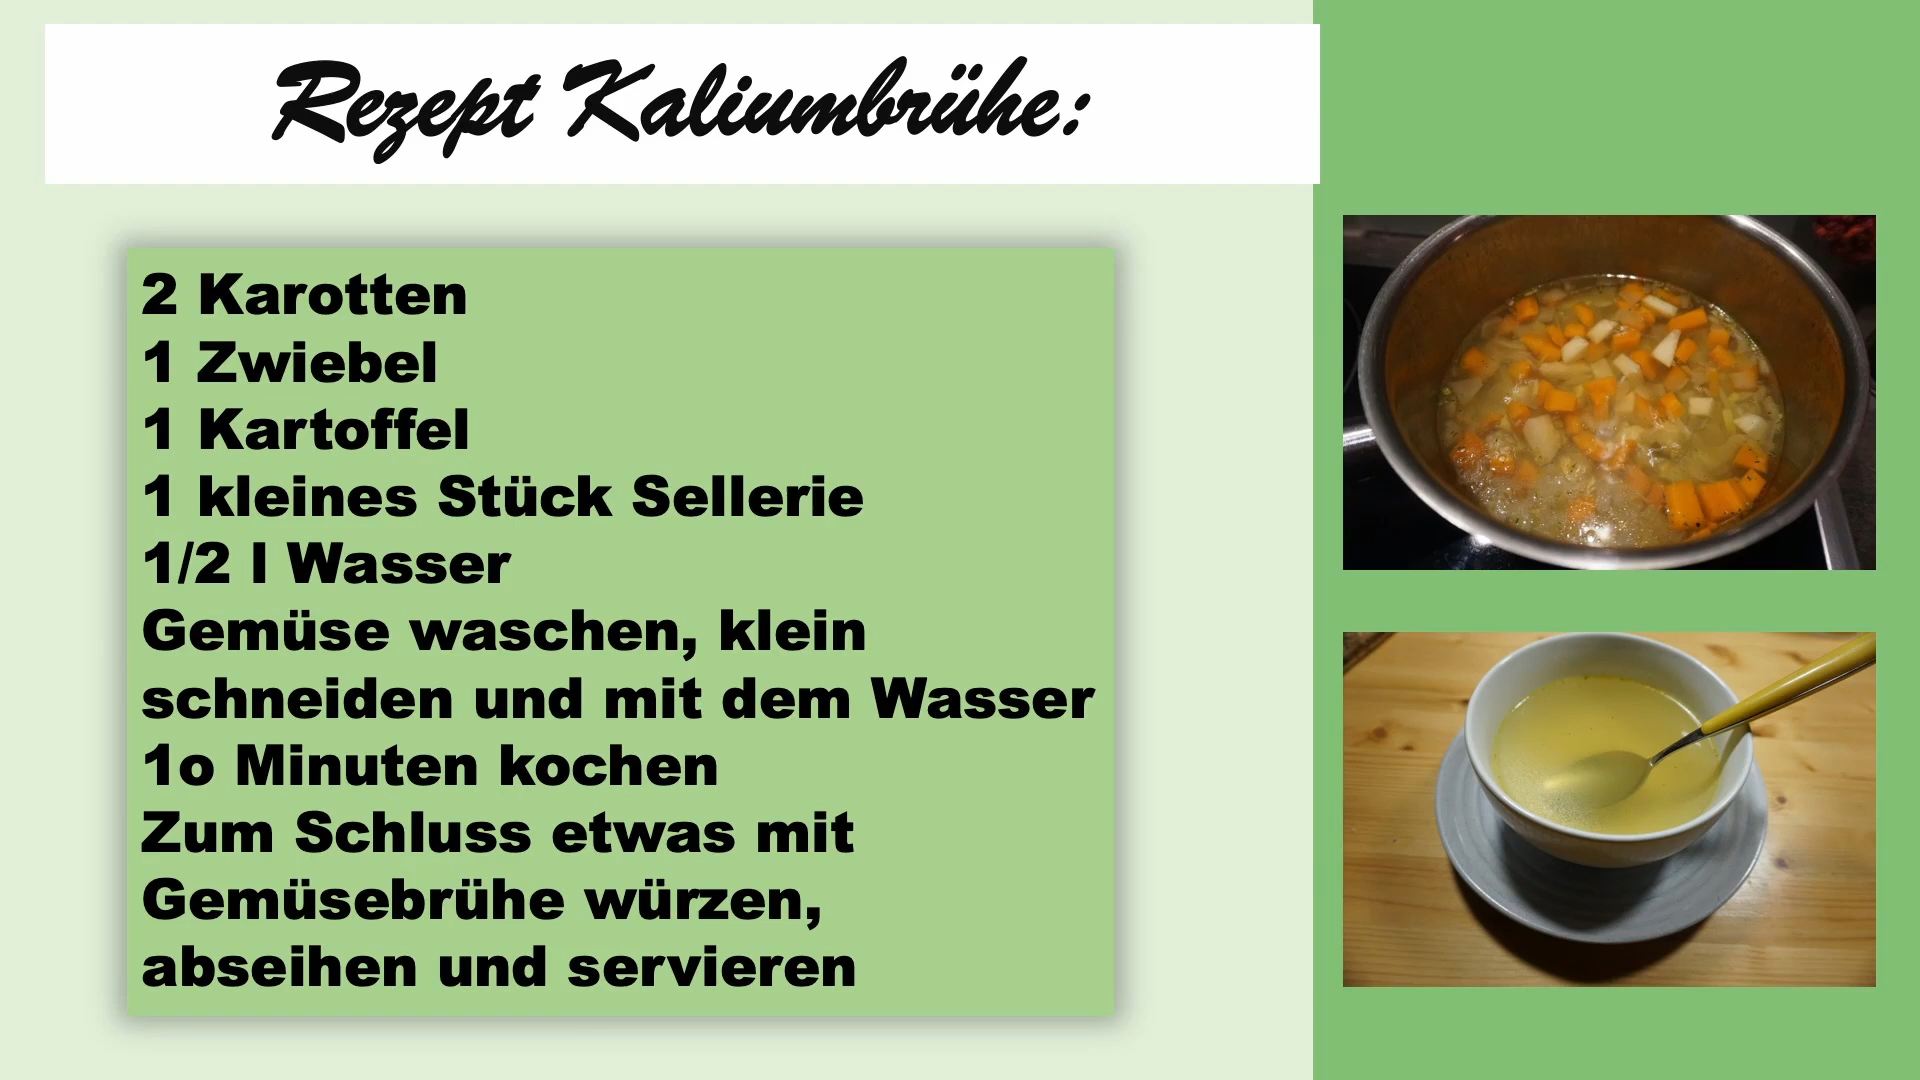 Rezept Kaliumbrühe:
2 Karotten
1 Zwiebel
1 Kartoffel
1 kleines Stück Sellerie
1/2 l Wasser
Gemüse waschen, klein
schneiden und mit dem Wasser
1o Minuten kochen
Zum Schluss etwas mit
Gemüsebrühe würzen,
abseihen und servieren